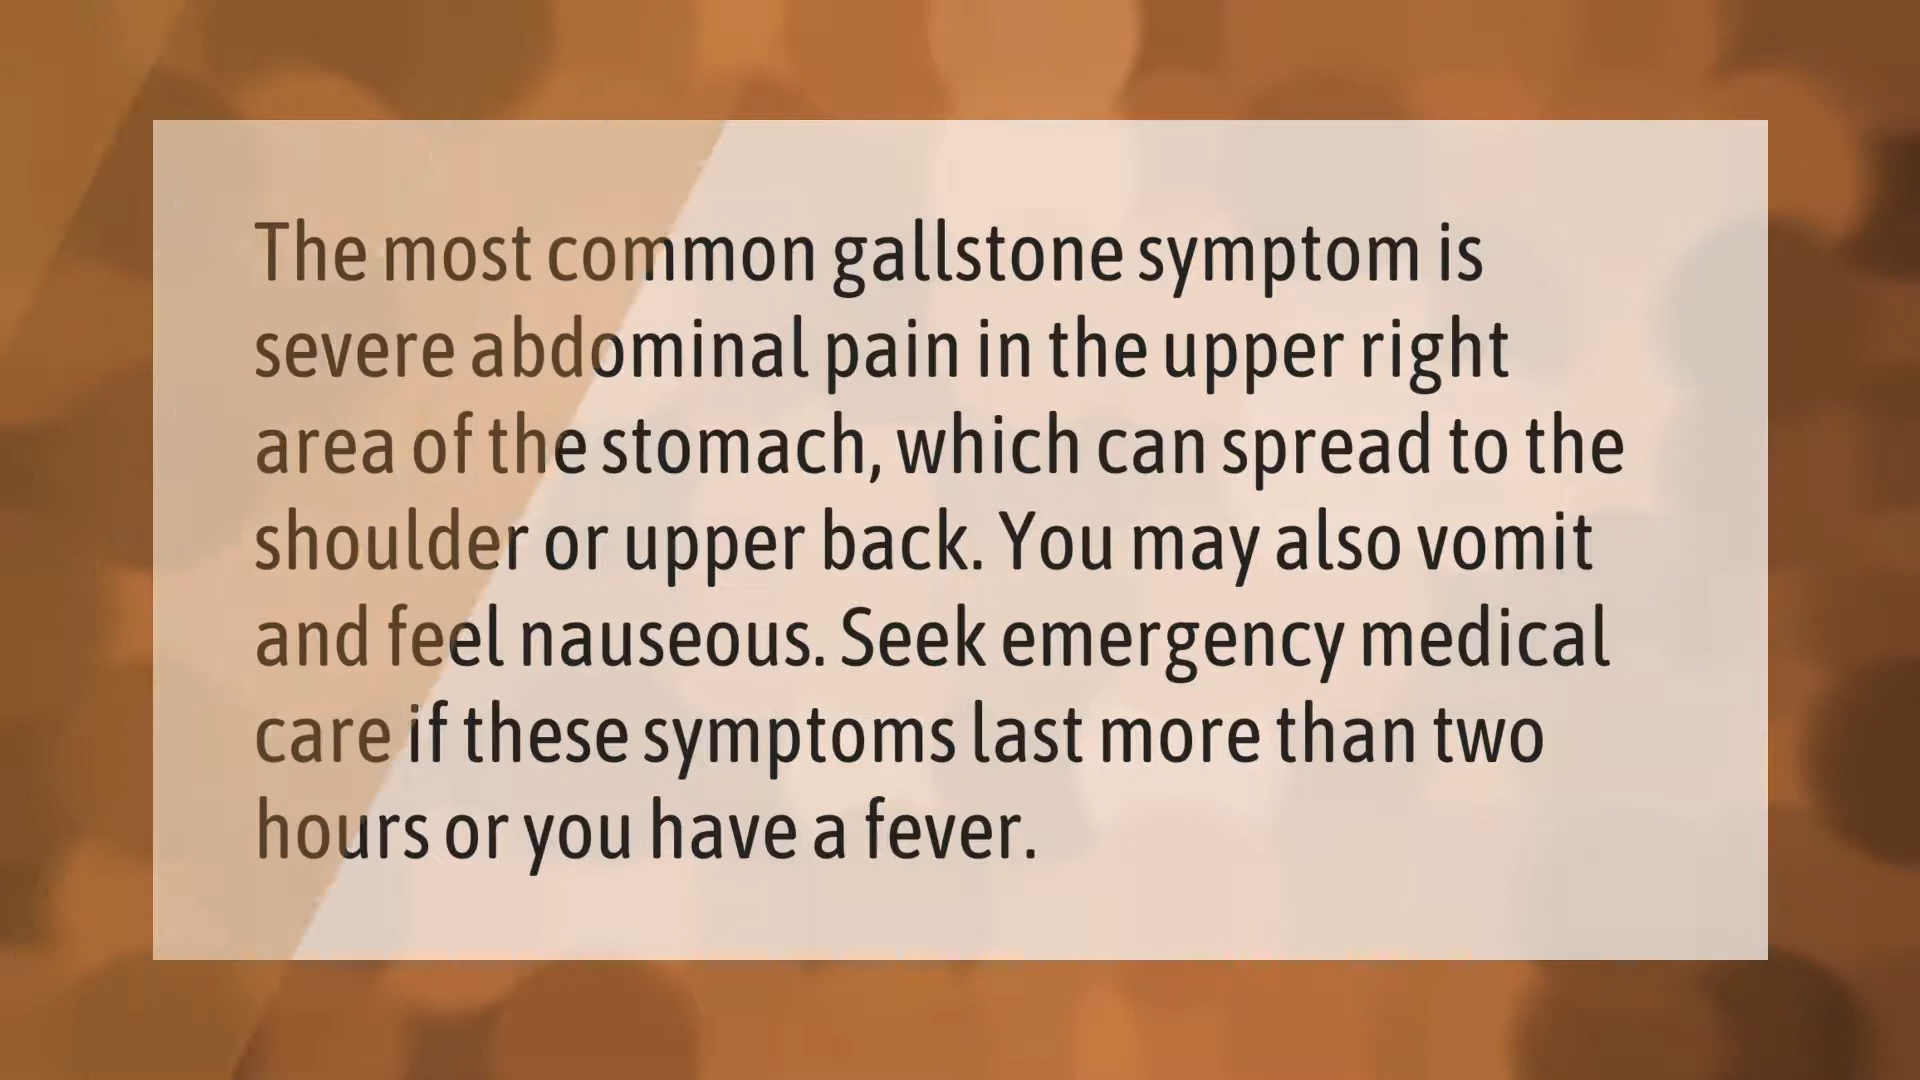 The most common gallstone symptom is
severe abdominal pain in the upper right
area of the stomach, which can spread to the
shoulder or upper back. You may also vomit
and feel nauseous. Seek emergency medical
care if these symptoms last more than two
hours or you have a fever.